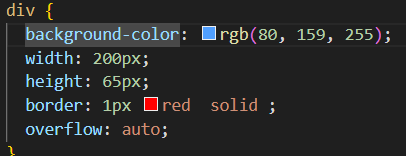 div {
background-color: rgb(80, 159, 255);
width: 200px;
height: 65px;
border: 1px red  solid ;
overflow: auto;
}